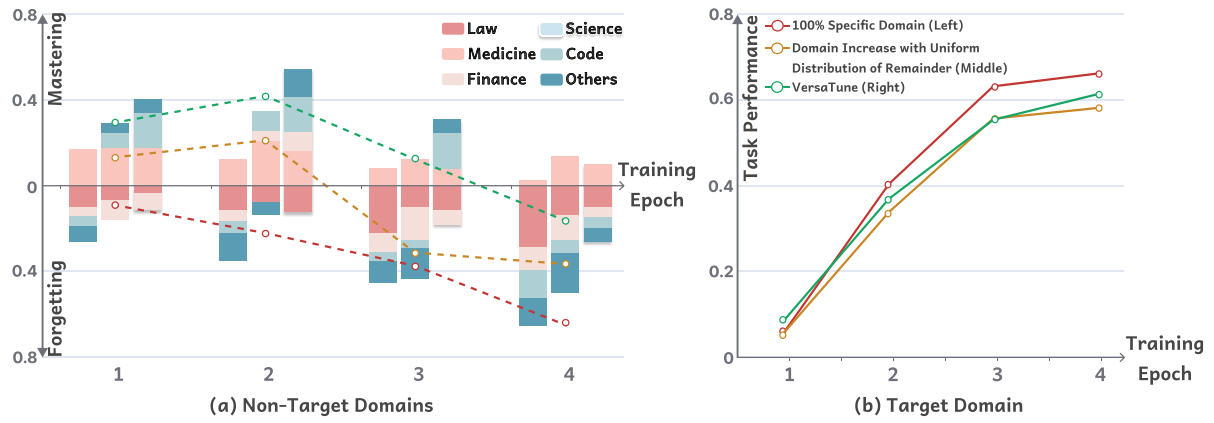 0.8
0.4
0
0.4
0.8
Mastering
Forgetting
Law
Science
Medicine
Code
Finance
Others
Training
Epoch
1
2
3
4
(a) Non-Target Domains
0.8
0.6
0.4
0.2
0
Task Performance
100% Specific Domain (Left)
Domain Increase with Uniform
Distribution of Remainder (Middle)
VersaTune (Right)
Training
Epoch
1
2
3
4
(b) Target Domain